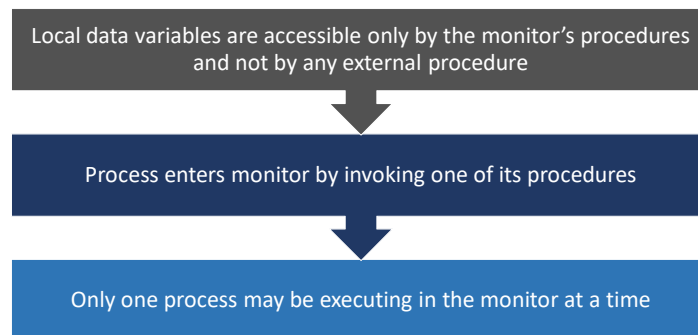 Local data variables are accessible only by the monitor’s procedures
and not by any external procedure
Process enters monitor by invoking one of its procedures
Only one process may be executing in the monitor at a time